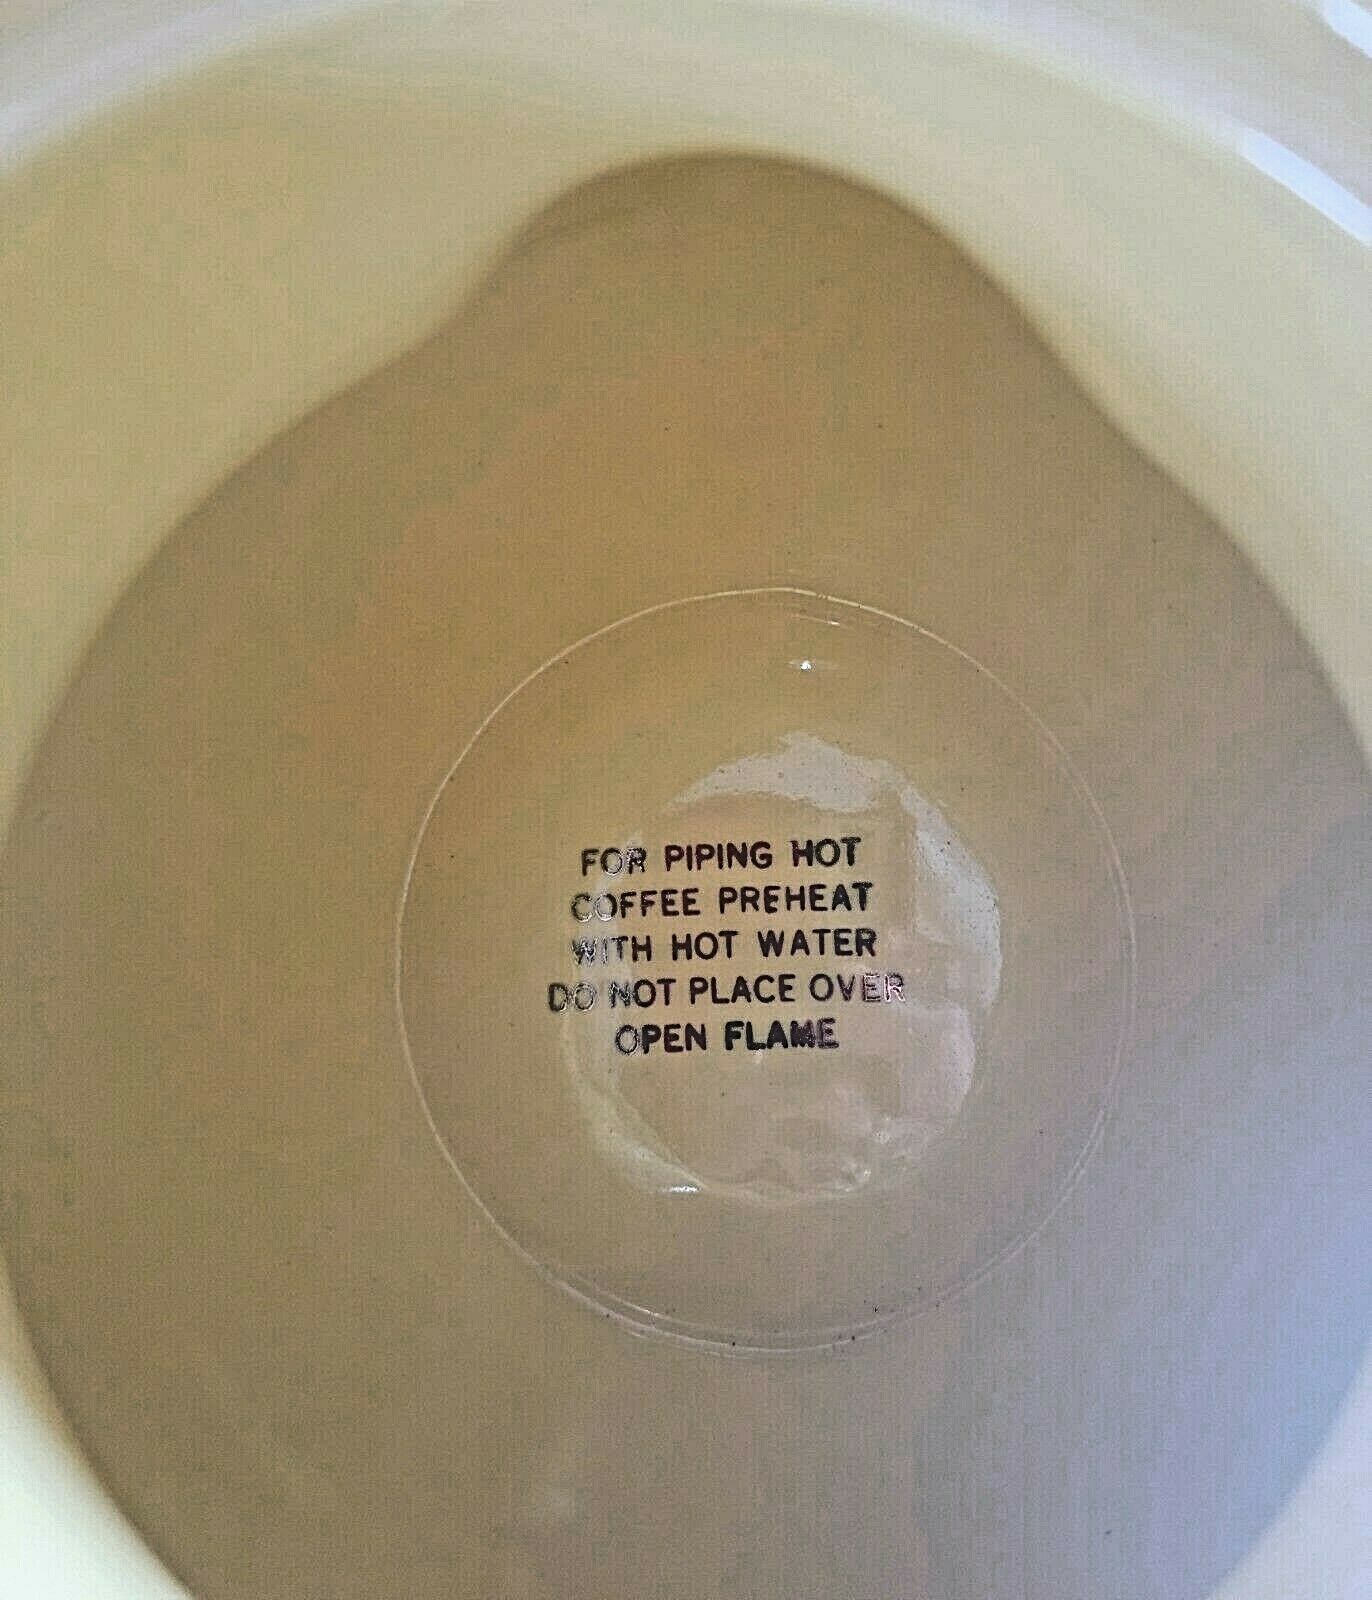 FOR PIPING HOT
COFFEE PREHEAT
WITH HOT WATER
DO NOT PLACE OVER
OPEN FLAME